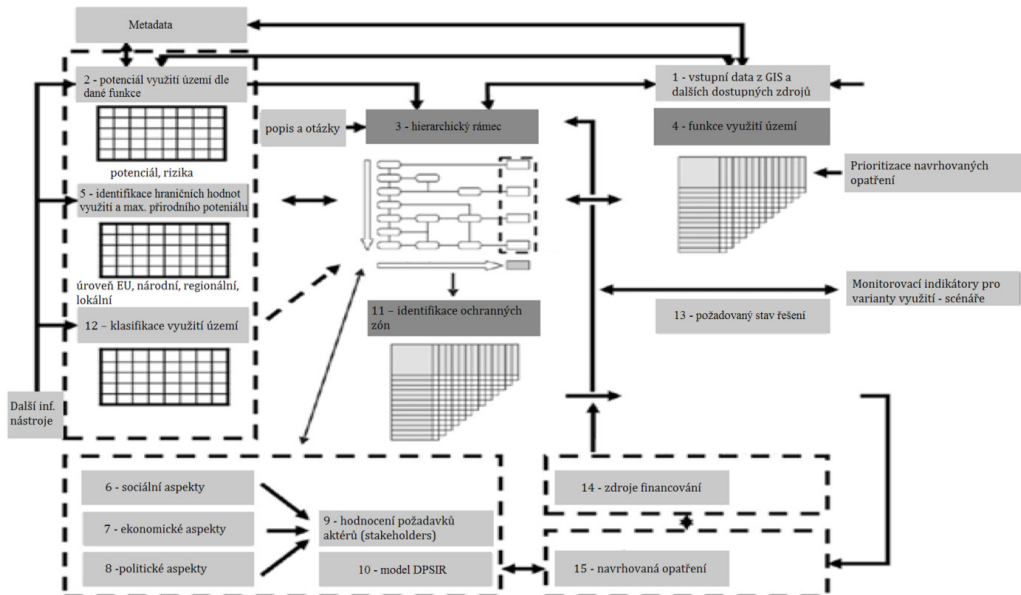 Metadata
2 - potenciál využití území dle
dané funkce
potenciál, rizika
5 - identifikace hraničních hodnot
využití a max. přírodního poteniálu
úroveň EU, národní, regionální,
lokální
12 – klasifikace využití území
Další inf.
nástroje
popis a otázky
3 - hierarchický rámec
11 – identifikace ochranných
zón
1 - vstupní data z GIS a
dalších dostupných zdrojů
4 - funkce využití území
Prioritizace navrhovaných
opatření
Monitorovací indikátory pro
varianty využití - scénáře
13 - požadovaný stav řešení
6 - sociální aspekty
7 - ekonomické aspekty
8 -politické aspekty
9 - hodnocení požadavků
aktérů (stakeholders)
10 - model DPSIR
14 - zdroje financování
15 - navrhovaná opatření